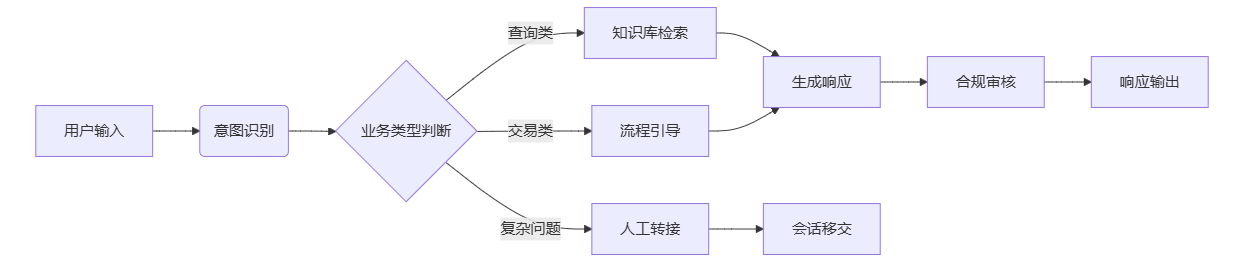 用户输入
意图识别
业务类型判断
查询类
知识库检索
交易类
流程引导
复杂问题
人工转接
会话移交
生成响应
合规审核
响应输出